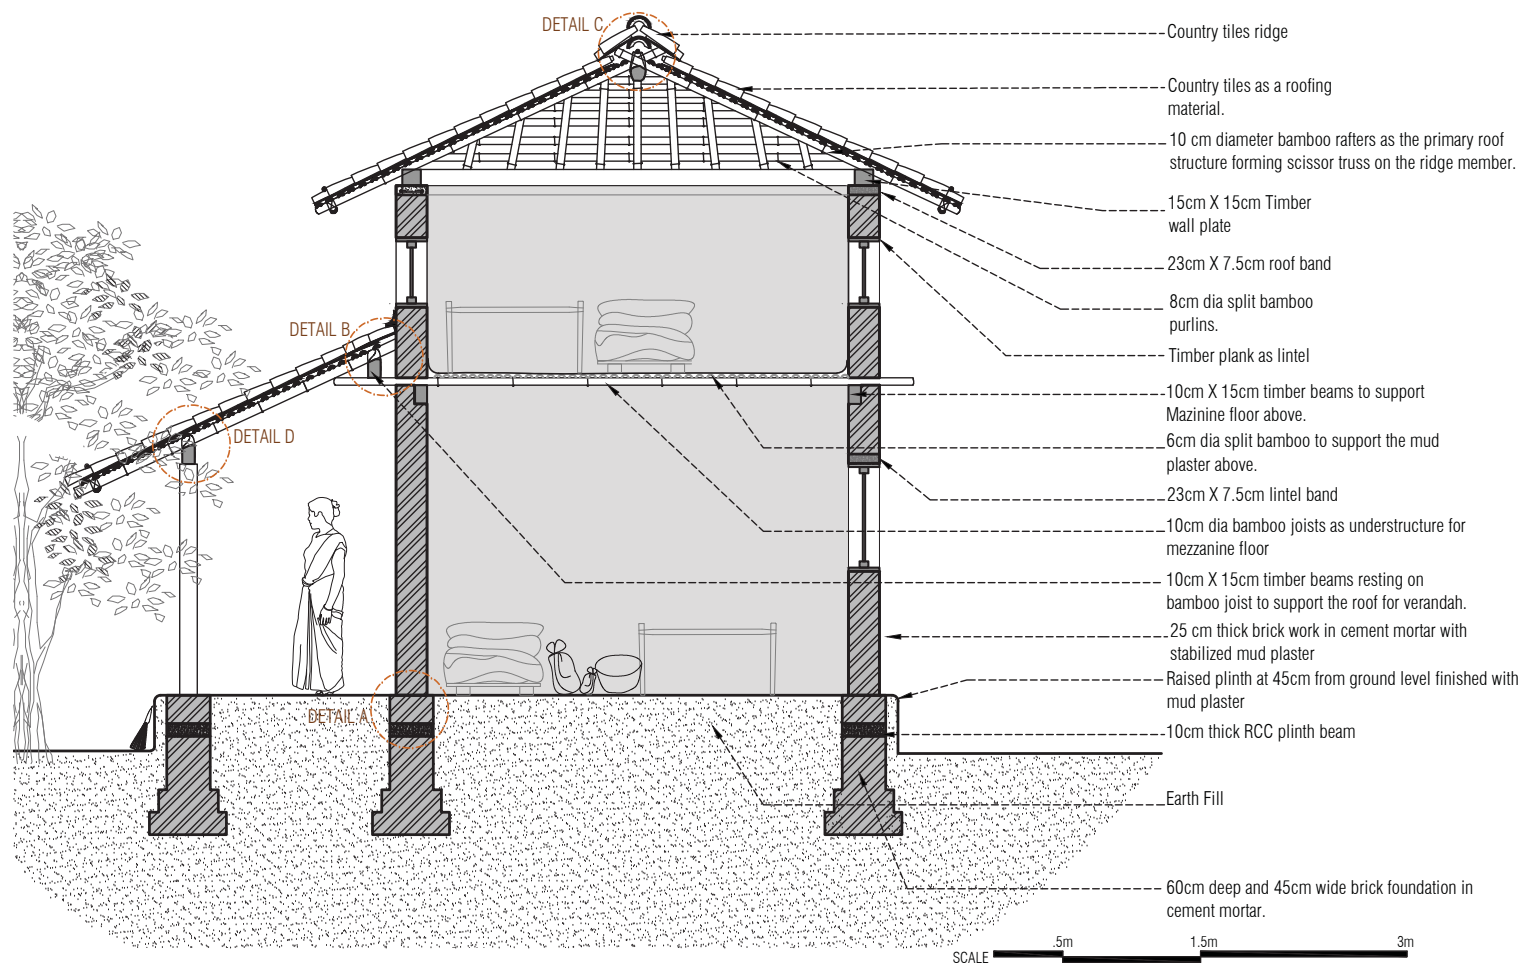 DETAIL C
Country tiles ridge
Country tiles as a roofing
material.
10 cm diameter bamboo rafters as the primary roof
structure forming scissor truss on the ridge member.
15cm X 15cm Timber
wall plate
23cm X 7.5cm roof band
8cm dia split bamboo
purlins.
DETAIL B
Timber plank as lintel
10cm X 15cm timber beams to support
Mazinine floor above.
DETAIL D
6cm dia split bamboo to support the mud
plaster above.
23cm X 7.5cm lintel band
10cm dia bamboo joists as understructure for
mezzanine floor
10cm X 15cm timber beams resting on
bamboo joist to support the roof for verandah.
25 cm thick brick work in cement mortar with
stabilized mud plaster
Raised plinth at 45cm from ground level finished with
mud plaster
DETAIL A
10cm thick RCC plinth beam
Earth Fill
60cm deep and 45cm wide brick foundation in
cement mortar.
SCALE .5m 1.5m 3m